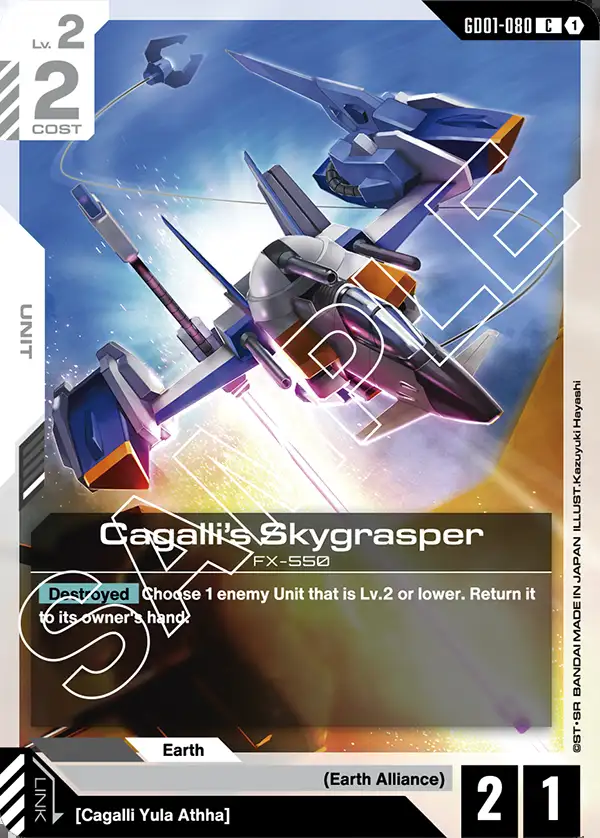 GD01-080 C 1
Lv. 2
2
COST
UNIT
SAMPLE
Cagalli's Skygrasper
FX-550
Destroyed Choose 1 enemy Unit that is Lv.2 or lower. Return it
to its owner's hand.
©ST・SR BANDAI MADE IN JAPAN ILLUST.Kazuyuki Hayashi
Earth
(Earth Alliance)
LINK
[Cagalli Yula Athha]
2 1